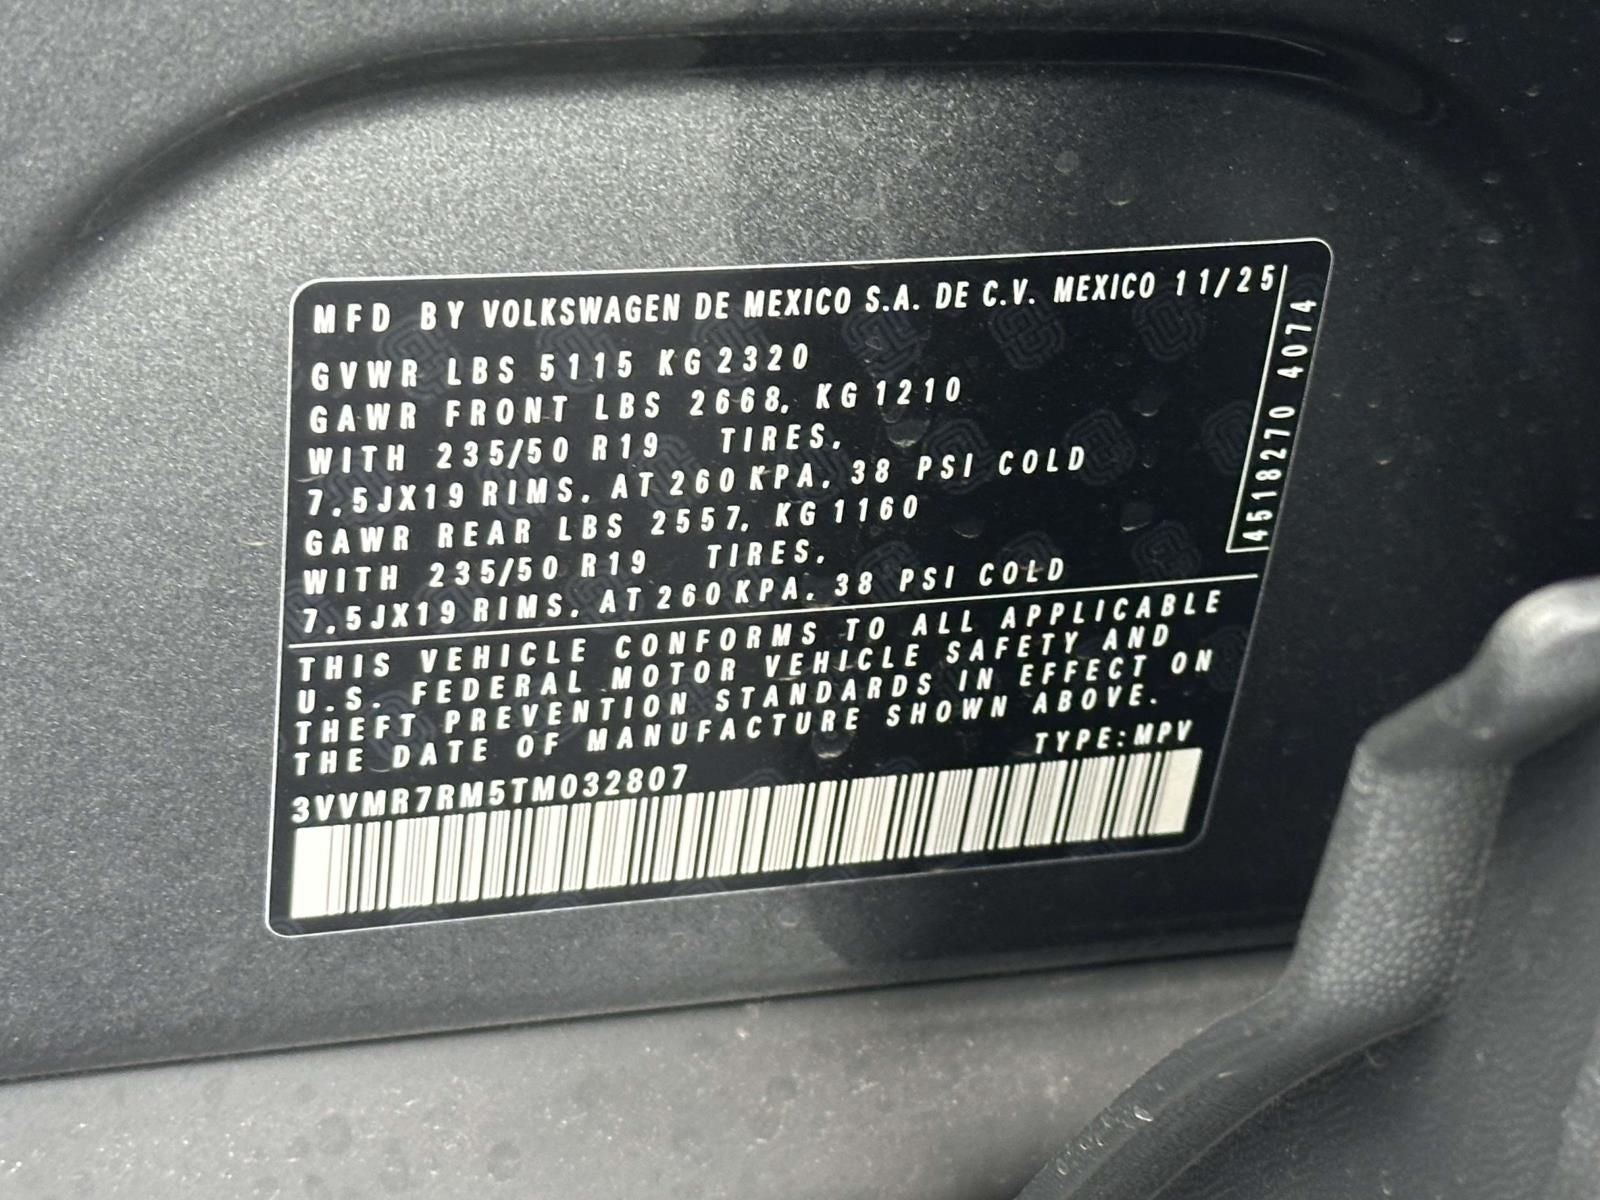 MFD BY VOLKSWAGEN DE MEXICO S.A. DE C.V. MEXICO 11/25
GVWR LBS 5115 KG 2320
GAWR FRONT LBS 2668, KG 1210
WITH 235/50 R19 TIRES,
7,5JX19 RIMS, AT 260 KPA, 38 PSI COLD
GAWR REAR LBS 2557, KG 1160
WITH 235/50 R19 TIRES,
7,5JX19 RIMS, AT 260 KPA, 38 PSI COLD
4518270 4074
THIS VEHICLE CONFORMS TO ALL APPLICABLE
U.S. FEDERAL MOTOR VEHICLE SAFETY AND
THEFT PREVENTION STANDARDS IN EFFECT ON
THE DATE OF MANUFACTURE SHOWN ABOVE.
TYPE: MPV
3VVMR7RM5TM032807